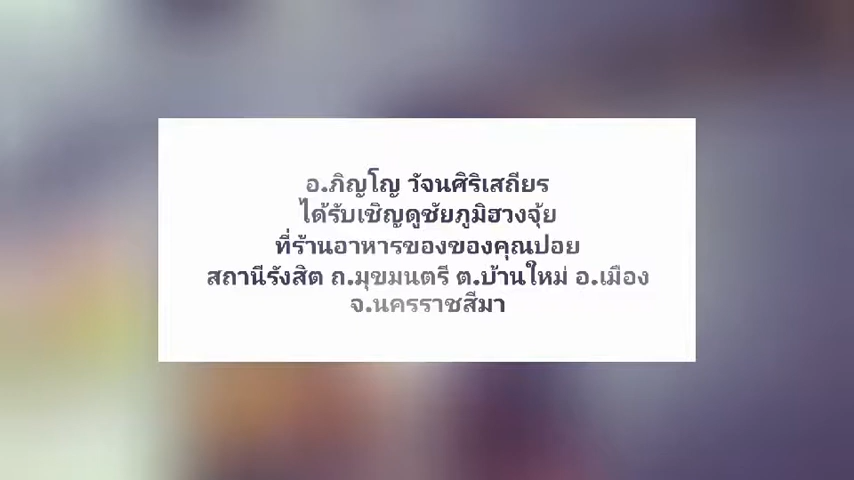 อ.ภิญโญ วัจนศิริเสถียร
ได้รับเชิญดูชัยภูมิฮวงจุ้ย
ที่ร้านอาหารของของคุณปอย
สถานีรังสิต ถ.มุขมนตรี ต.บ้านใหม่ อ.เมือง
จ.นครราชสีมา